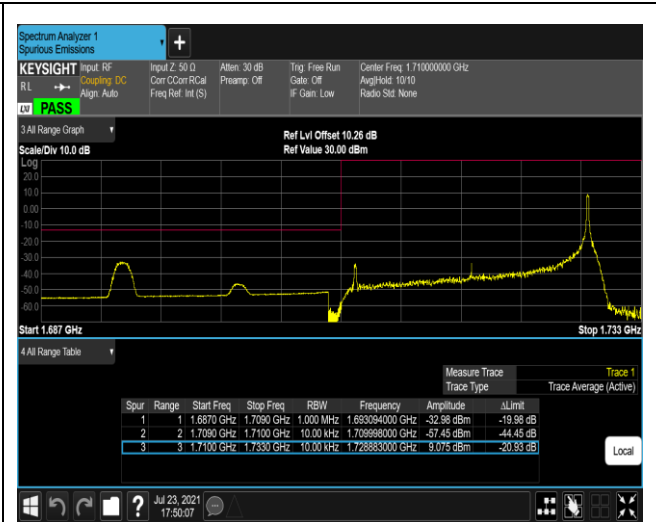 Spectrum Analyzer 1
Spurious Emissions
KEYSIGHT Input: RF Input Z: 50 Ω Atten: 30 dB Trig: Free Run Center Freq: 1.710000000 GHz
RL Coupling: DC Corr CCorr RCal Preamp: Off Gate: Off Avg|Hold: 10/10
Align: Auto Freq Ref: Int (S) IF Gain: Low Radio Std: None
LXI PASS
3 All Range Graph
Ref Lvl Offset 10.26 dB
Scale/Div 10.0 dB Ref Value 30.00 dBm
Log
20.0
10.0
0.00
-10.0
-20.0
-30.0
-40.0
-50.0
-60.0
Start 1.687 GHz Stop 1.733 GHz
4 All Range Table
Measure Trace Trace 1
Trace Type Trace Average (Active)
Spur Range Start Freq Stop Freq RBW Frequency Amplitude ΔLimit
1 1 1.6870 GHz 1.7090 GHz 1.000 MHz 1.693094000 GHz -32.98 dBm -19.98 dB
2 2 1.7090 GHz 1.7100 GHz 10.00 kHz 1.709998000 GHz -57.45 dBm -44.45 dB
3 3 1.7100 GHz 1.7330 GHz 10.00 kHz 1.728883000 GHz 9.075 dBm -20.93 dB
Local
? Jul 23, 2021
17:50:07